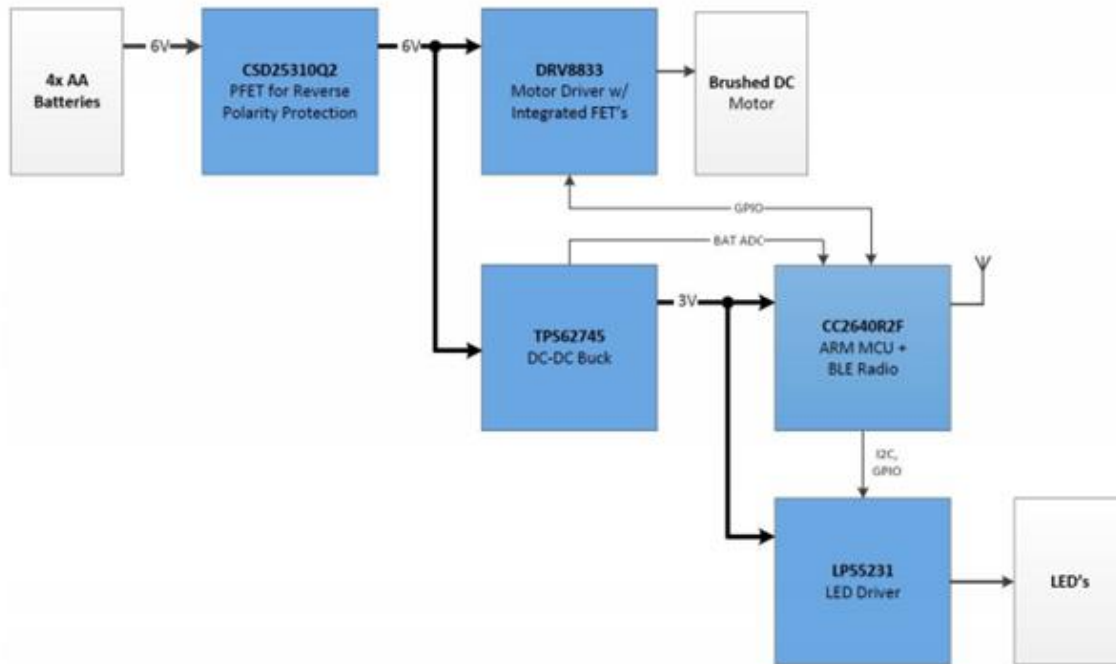 4x AA
Batteries
6V
CSD25310Q2
PFET for Reverse
Polarity Protection
6V
DRV8833
Motor Driver w/
Integrated FET's
Brushed DC
Motor
GPIO
BAT ADC
TPS62745
DC-DC Buck
3V
CC2640R2F
ARM MCU +
BLE Radio
I2C,
GPIO
LP55231
LED Driver
LED's